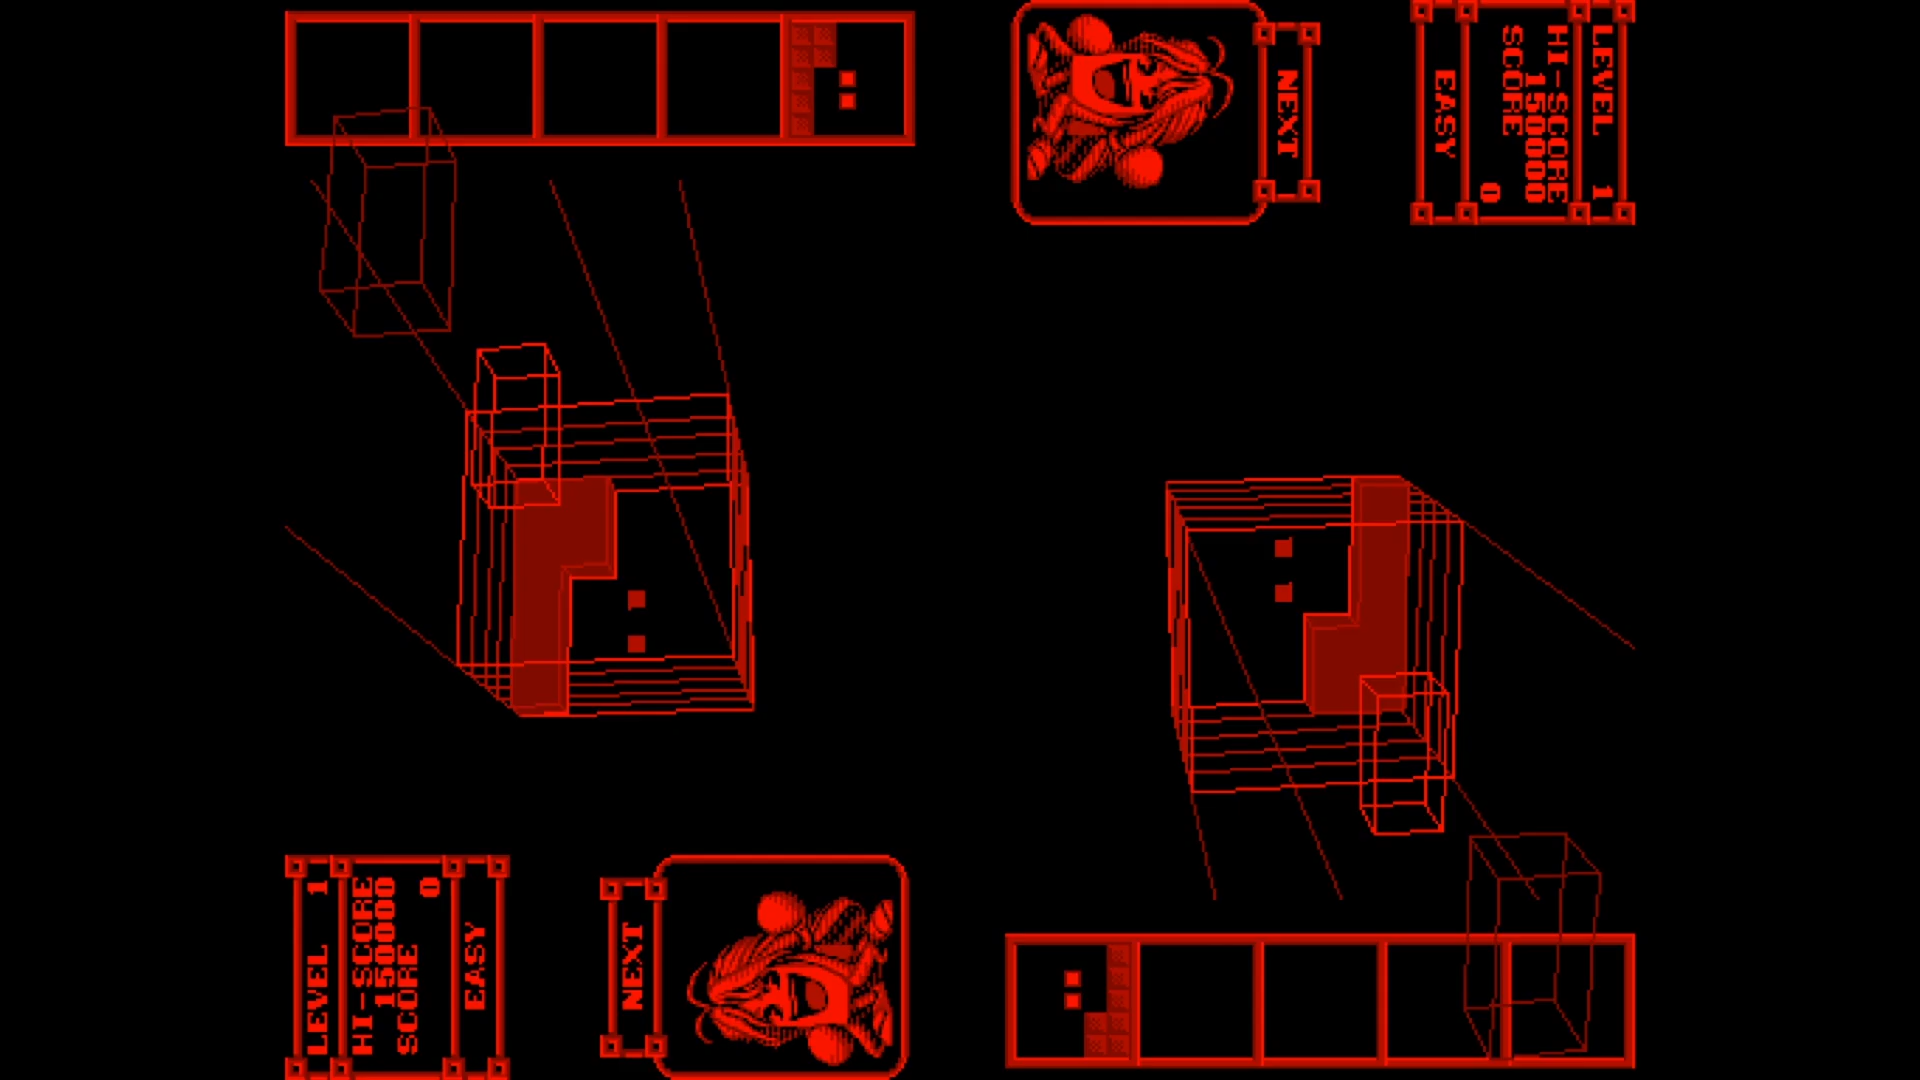 NEXT
EASY
SCORE
0
HI-SCORE
150000
LEVEL 1
LEVEL 1
HI-SCORE
150000
SCORE
0
EASY
NEXT